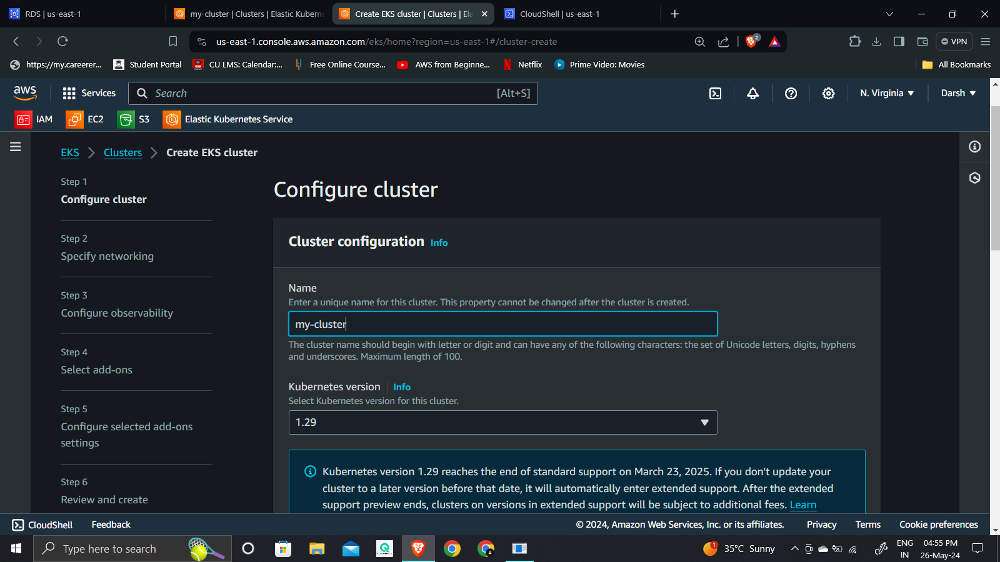 RDS | us-east-1
my-cluster | Clusters | Elastic Kuberne
Create EKS cluster | Clusters | Ela
CloudShell | us-east-1
us-east-1.console.aws.amazon.com/eks/home?region=us-east-1#/cluster-create
2
VPN
https://my.careerer...
Student Portal
CU LMS: Calendar:...
Free Online Course...
AWS from Beginne...
Netflix
Prime Video: Movies
All Bookmarks
aws
Services
Search
[Alt+S]
N. Virginia
Darsh
IAM
EC2
S3
Elastic Kubernetes Service
EKS
Clusters
Create EKS cluster
Step 1
Configure cluster
Step 2
Specify networking
Step 3
Configure observability
Step 4
Select add-ons
Step 5
Configure selected add-ons
settings
Step 6
Review and create
Configure cluster
Cluster configuration Info
Name
Enter a unique name for this cluster. This property cannot be changed after the cluster is created.
my-cluster
The cluster name should begin with letter or digit and can have any of the following characters: the set of Unicode letters, digits, hyphens
and underscores. Maximum length of 100.
Kubernetes version | Info
Select Kubernetes version for this cluster.
1.29
Kubernetes version 1.29 reaches the end of standard support on March 23, 2025. If you don't update your
cluster to a later version before that date, it will automatically enter extended support. After the extended
support preview ends, clusters on versions in extended support will be subject to additional fees. Learn
CloudShell
Feedback
© 2024, Amazon Web Services, Inc. or its affiliates.
Privacy
Terms
Cookie preferences
Type here to search
1
35°C Sunny
ENG
IN
04:55 PM
26-May-24